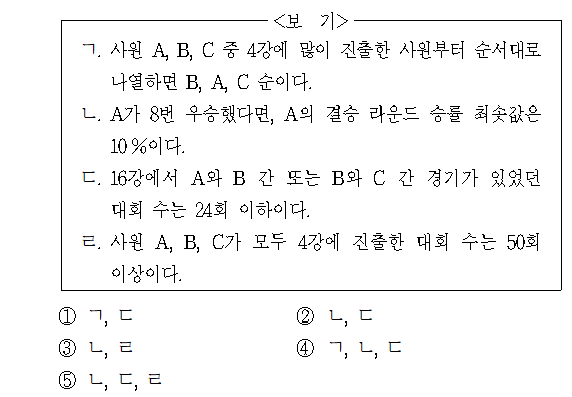 <보 기>
ㄱ. 사원 A, B, C 중 4강에 많이 진출한 사원부터 순서대로
나열하면 B, A, C 순이다.
ㄴ. A가 8번 우승했다면, A의 결승 라운드 승률 최솟값은
10%이다.
ㄷ. 16강에서 A와 B 간 또는 B와 C 간 경기가 있었던
대회 수는 24회 이하이다.
ㄹ. 사원 A, B, C가 모두 4강에 진출한 대회 수는 50회
이상이다.
① ㄱ, ㄷ ② ㄴ, ㄷ
③ ㄴ, ㄹ ④ ㄱ, ㄴ, ㄷ
⑤ ㄴ, ㄷ, ㄹ